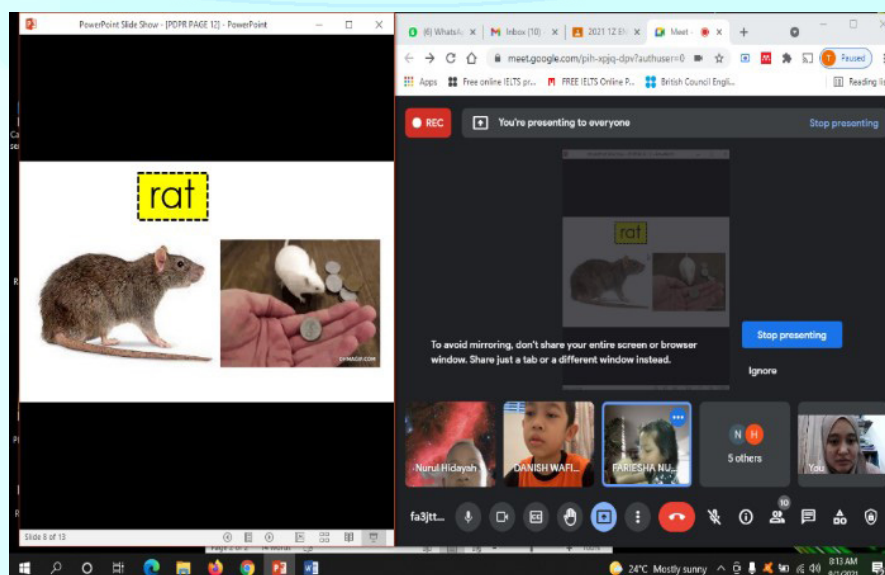 PowerPoint Slide Show - [PDPR PAGE 12] - PowerPoint
rat
Slide 8 of 13
Inbox (10)
2021 12 EN
Meet -
meet.google.com/pih-xpjq-dpv?authuser=0
Paused
Apps
Free online IELTS pr...
FREE IELTS Online P...
British Council Engli...
Reading list
REC
You're presenting to everyone
Stop presenting
rat
To avoid mirroring, don't share your entire screen or browser
window. Share just a tab or a different window instead.
Stop presenting
Ignore
Nurul Hidayah
DANISH WAFI...
FARIESHA NU...
N H
5 others
You
fa3jtt...
10
24°C Mostly sunny
8:13 AM